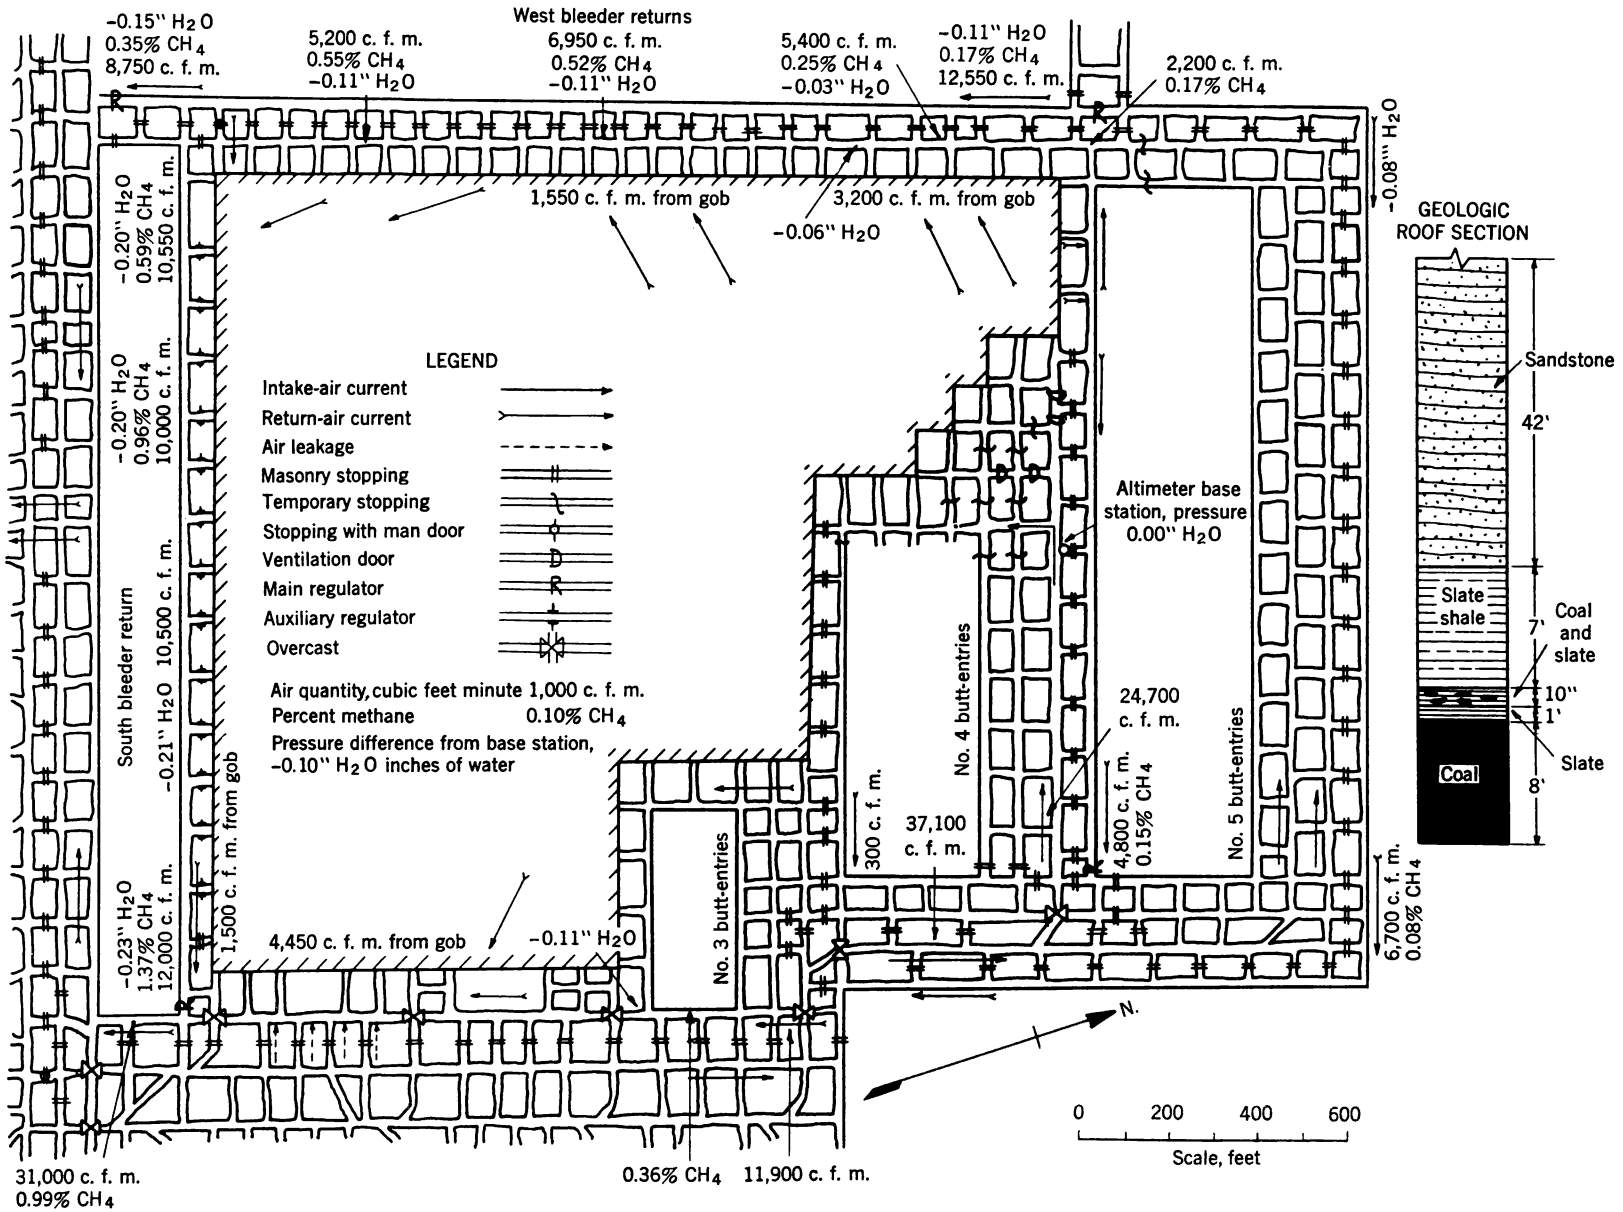 West bleeder returns
-0.15" H2O
0.35% CH4
8,750 c. f. m.
5,200 c. f. m.
0.55% CH4
-0.11" H2O
6,950 c. f. m.
0.52% CH4
-0.11" H2O
5,400 c. f. m.
0.25% CH4
-0.03" H2O
-0.11" H2O
0.17% CH4
12,550 c. f. m.
2,200 c. f. m.
0.17% CH4
R
R
-0.08''' H2O
-0.20" H2O
0.59% CH4
10,550 c. f. m.
1,550 c. f. m. from gob
3,200 c. f. m. from gob
-0.06" H2O
GEOLOGIC
ROOF SECTION
Sandstone
42'
Slate
shale
7'
Coal
and
slate
10"
1'
Slate
Coal
8'
LEGEND
Intake-air current
Return-air current
Air leakage
Masonry stopping
Temporary stopping
Stopping with man door
Ventilation door
D
Main regulator
R
Auxiliary regulator
Overcast
Air quantity, cubic feet minute 1,000 c. f. m.
Percent methane 0.10% CH4
Pressure difference from base station,
-0.10" H2O inches of water
-0.20" H2O
0.96% CH4
10,000 c. f. m.
D
D
Altimeter base
station, pressure
0.00" H2O
South bleeder return
-0.21" H2O 10,500 c. f. m.
No. 4 butt-entries
24,700
c. f. m.
No. 5 butt-entries
1,500 c. f. m. from gob
300 c. f. m.
37,100
c. f. m.
4,800 c. f. m.
0.15% CH4
No. 3 butt-entries
6,700 c. f. m.
0.08% CH4
-0.23" H2O
1.37% CH4
12,000 c. f. m.
R
4,450 c. f. m. from gob
-0.11" H2O
N.
0 200 400 600
Scale, feet
31,000 c. f. m.
0.99% CH4
0.36% CH4
11,900 c. f. m.